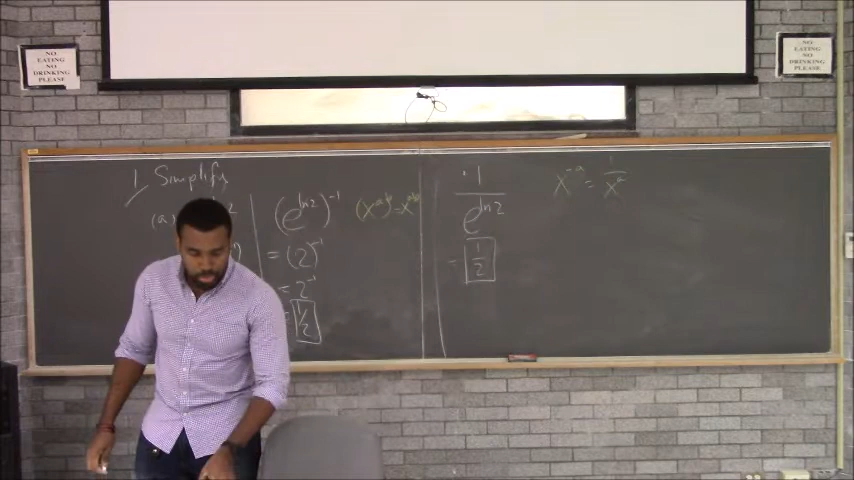 NO
EATING
NO
DRINKING
PLEASE
NO
EATING
NO
DRINKING
PLEASE
1 Simplify
(a)
(e^{ln2})^{-1}
= (2)^{-1}
= 2^{-1}
1/2
(x^a)^b = x^{ab}
1/e^{ln2}
= 1/2
x^{-a} = 1/x^a